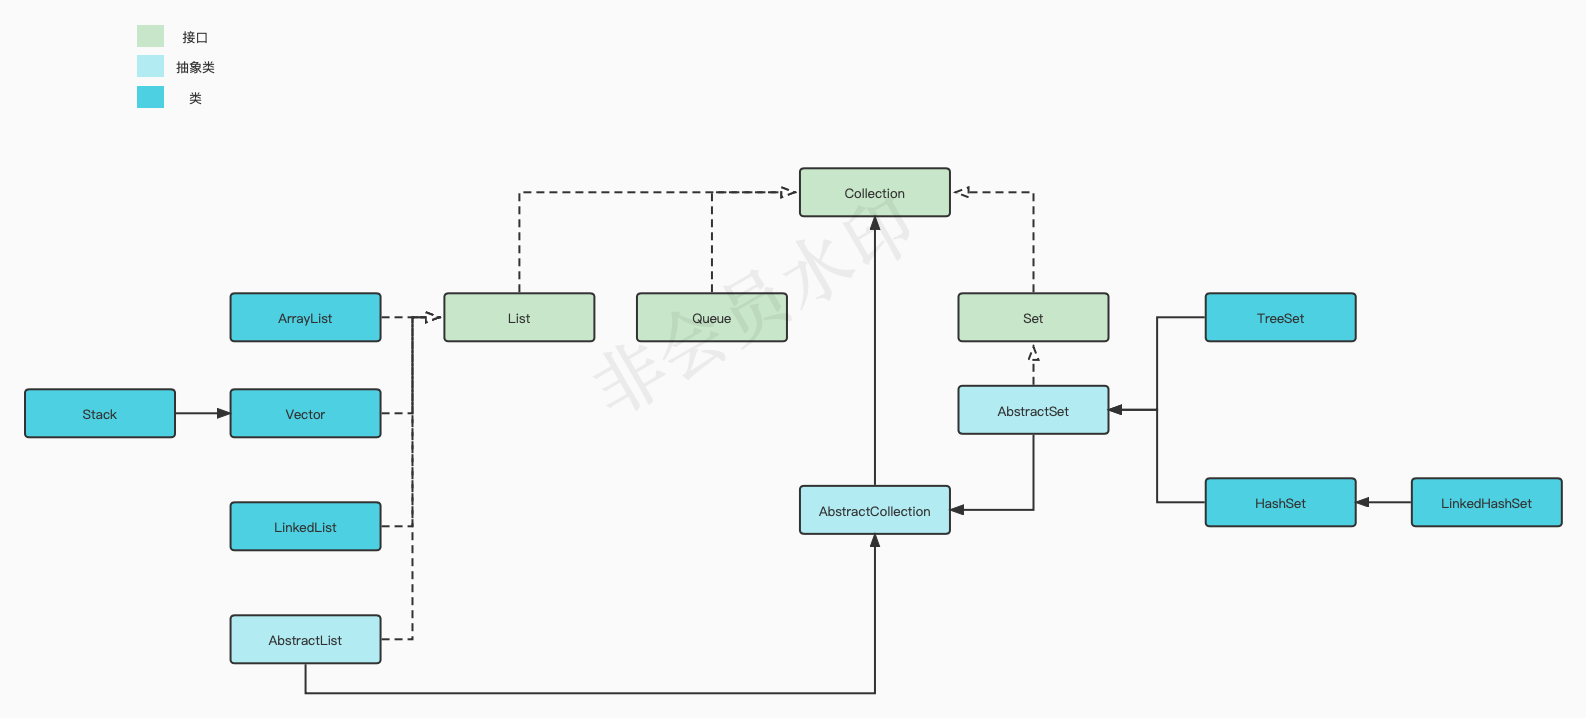 接口
抽象类
类
Collection
ArrayList
List
Queue
Set
TreeSet
Stack
Vector
AbstractSet
LinkedList
AbstractCollection
HashSet
LinkedHashSet
AbstractList
非会员水印